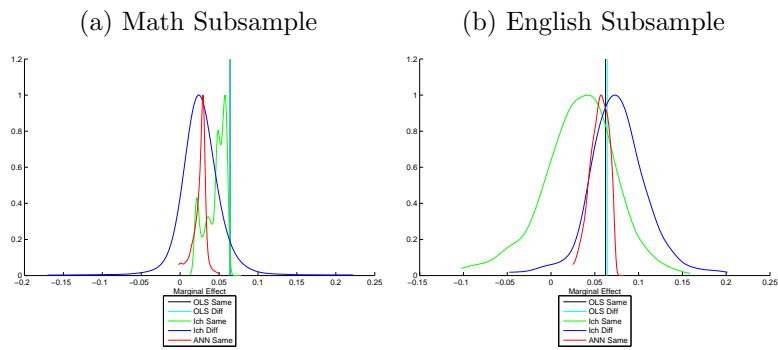 (a) Math Subsample
(b) English Subsample
1.2
1
0.8
0.6
0.4
0.2
0
-0.2 -0.15 -0.1 -0.05 0 0.05 0.1 0.15 0.2 0.25
Marginal Effect
OLS Same
OLS Diff
Ich Same
Ich Diff
ANN Same
1.2
1
0.8
0.6
0.4
0.2
0
-0.15 -0.1 -0.05 0 0.05 0.1 0.15 0.2 0.25
Marginal Effect
OLS Same
OLS Diff
Ich Same
Ich Diff
ANN Same